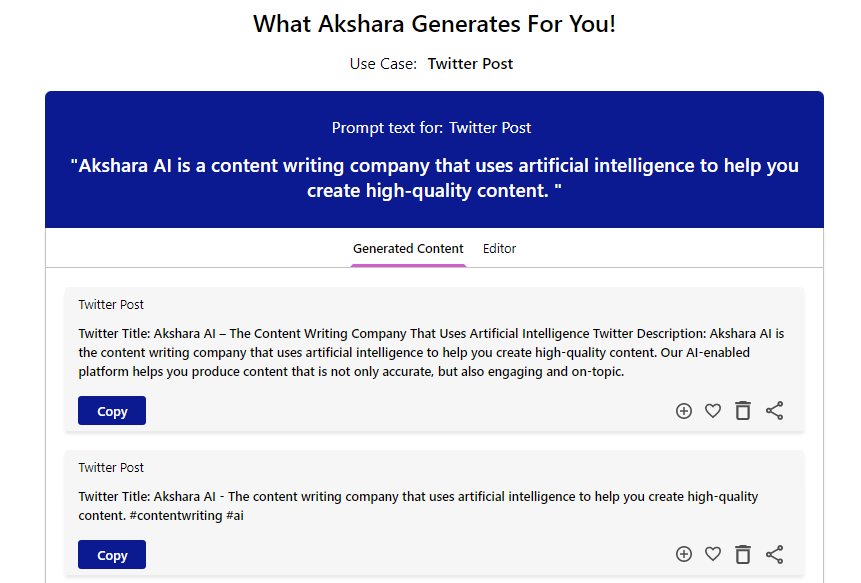 What Akshara Generates For You!
Use Case: Twitter Post
Prompt text for: Twitter Post
"Akshara AI is a content writing company that uses artificial intelligence to help you
create high-quality content. "
Generated Content Editor
Twitter Post
Twitter Title: Akshara AI – The Content Writing Company That Uses Artificial Intelligence Twitter Description: Akshara AI is
the content writing company that uses artificial intelligence to help you create high-quality content. Our AI-enabled
platform helps you produce content that is not only accurate, but also engaging and on-topic.
Copy
Twitter Post
Twitter Title: Akshara AI - The content writing company that uses artificial intelligence to help you create high-quality
content. #contentwriting #ai
Copy